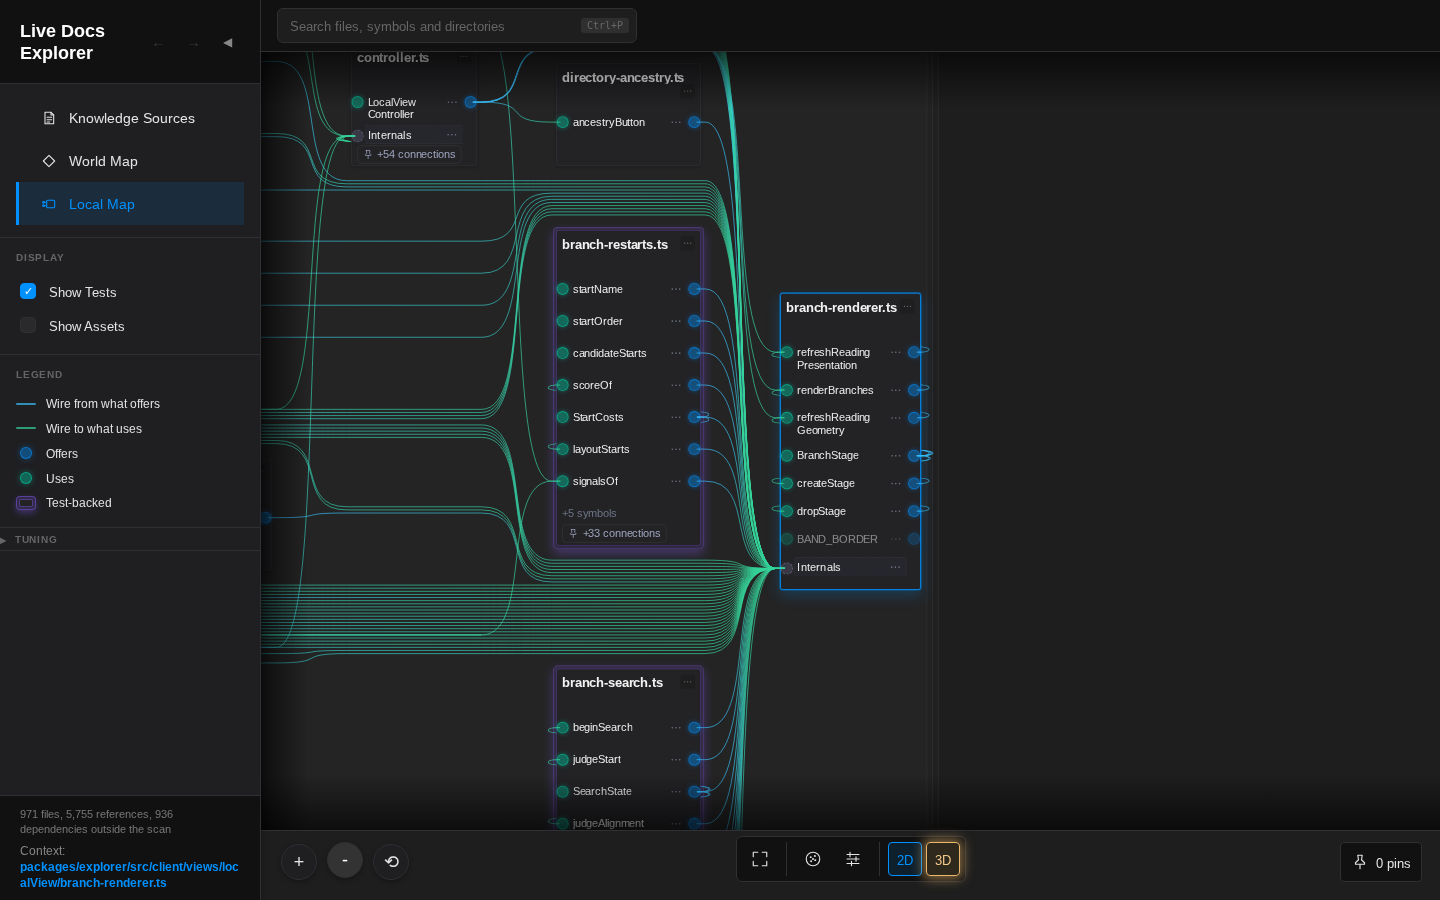 Live Docs
Explorer
← → ◀
Search files, symbols and directories
Ctrl+P
Knowledge Sources
World Map
Local Map
DISPLAY
✓ Show Tests
Show Assets
LEGEND
Wire from what offers
Wire to what uses
Offers
Uses
Test-backed
▶ TUNING
971 files, 5,755 references, 936
dependencies outside the scan
Context:
packages/explorer/src/client/views/loc
alView/branch-renderer.ts
controller.ts
LocalView
Controller
Internals
+54 connections
directory-ancestry.ts
ancestryButton
branch-restarts.ts
startName
startOrder
candidateStarts
scoreOf
StartCosts
layoutStarts
signalsOf
+5 symbols
+33 connections
branch-renderer.ts
refreshReading
Presentation
renderBranches
refreshReading
Geometry
BranchStage
createStage
dropStage
BAND_BORDER
Internals
branch-search.ts
beginSearch
judgeStart
SearchState
judgeAlignment
+ - ⟲
2D 3D
0 pins